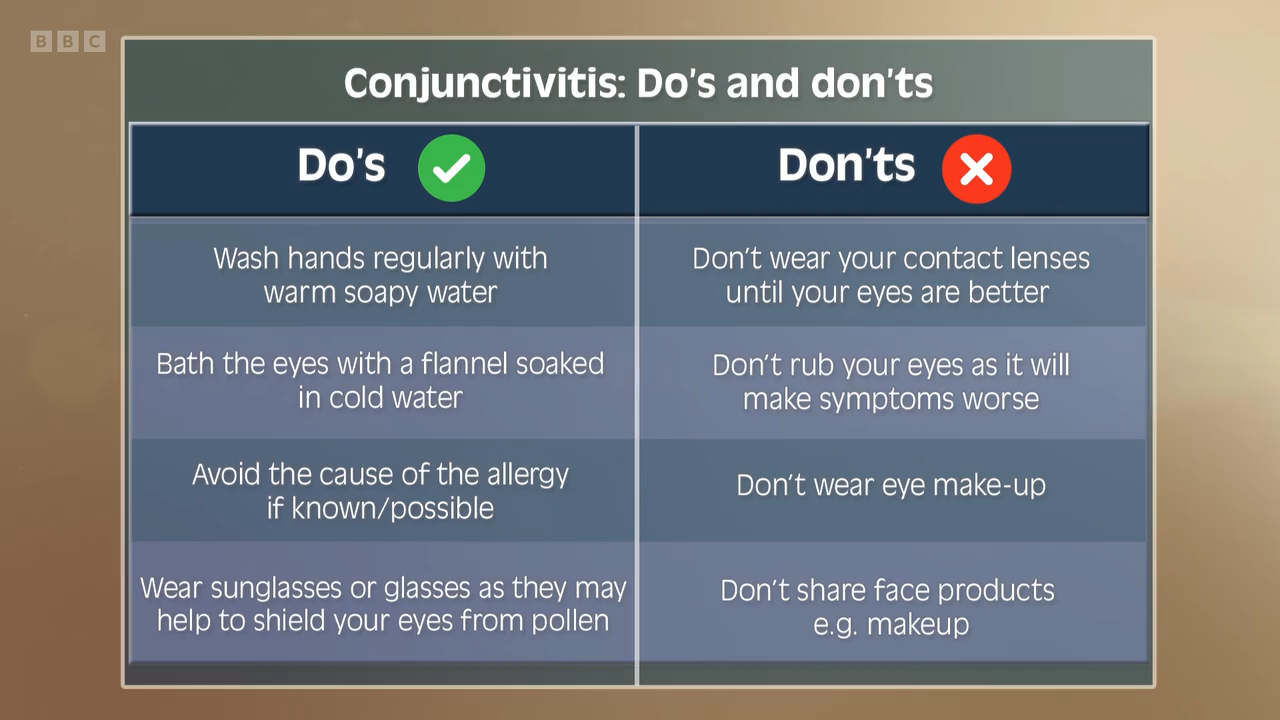 BBC
Conjunctivitis: Do's and don'ts
Do's
Don'ts
Wash hands regularly with
warm soapy water
Don't wear your contact lenses
until your eyes are better
Bath the eyes with a flannel soaked
in cold water
Don't rub your eyes as it will
make symptoms worse
Avoid the cause of the allergy
if known/possible
Don't wear eye make-up
Wear sunglasses or glasses as they may
help to shield your eyes from pollen
Don't share face products
e.g. makeup